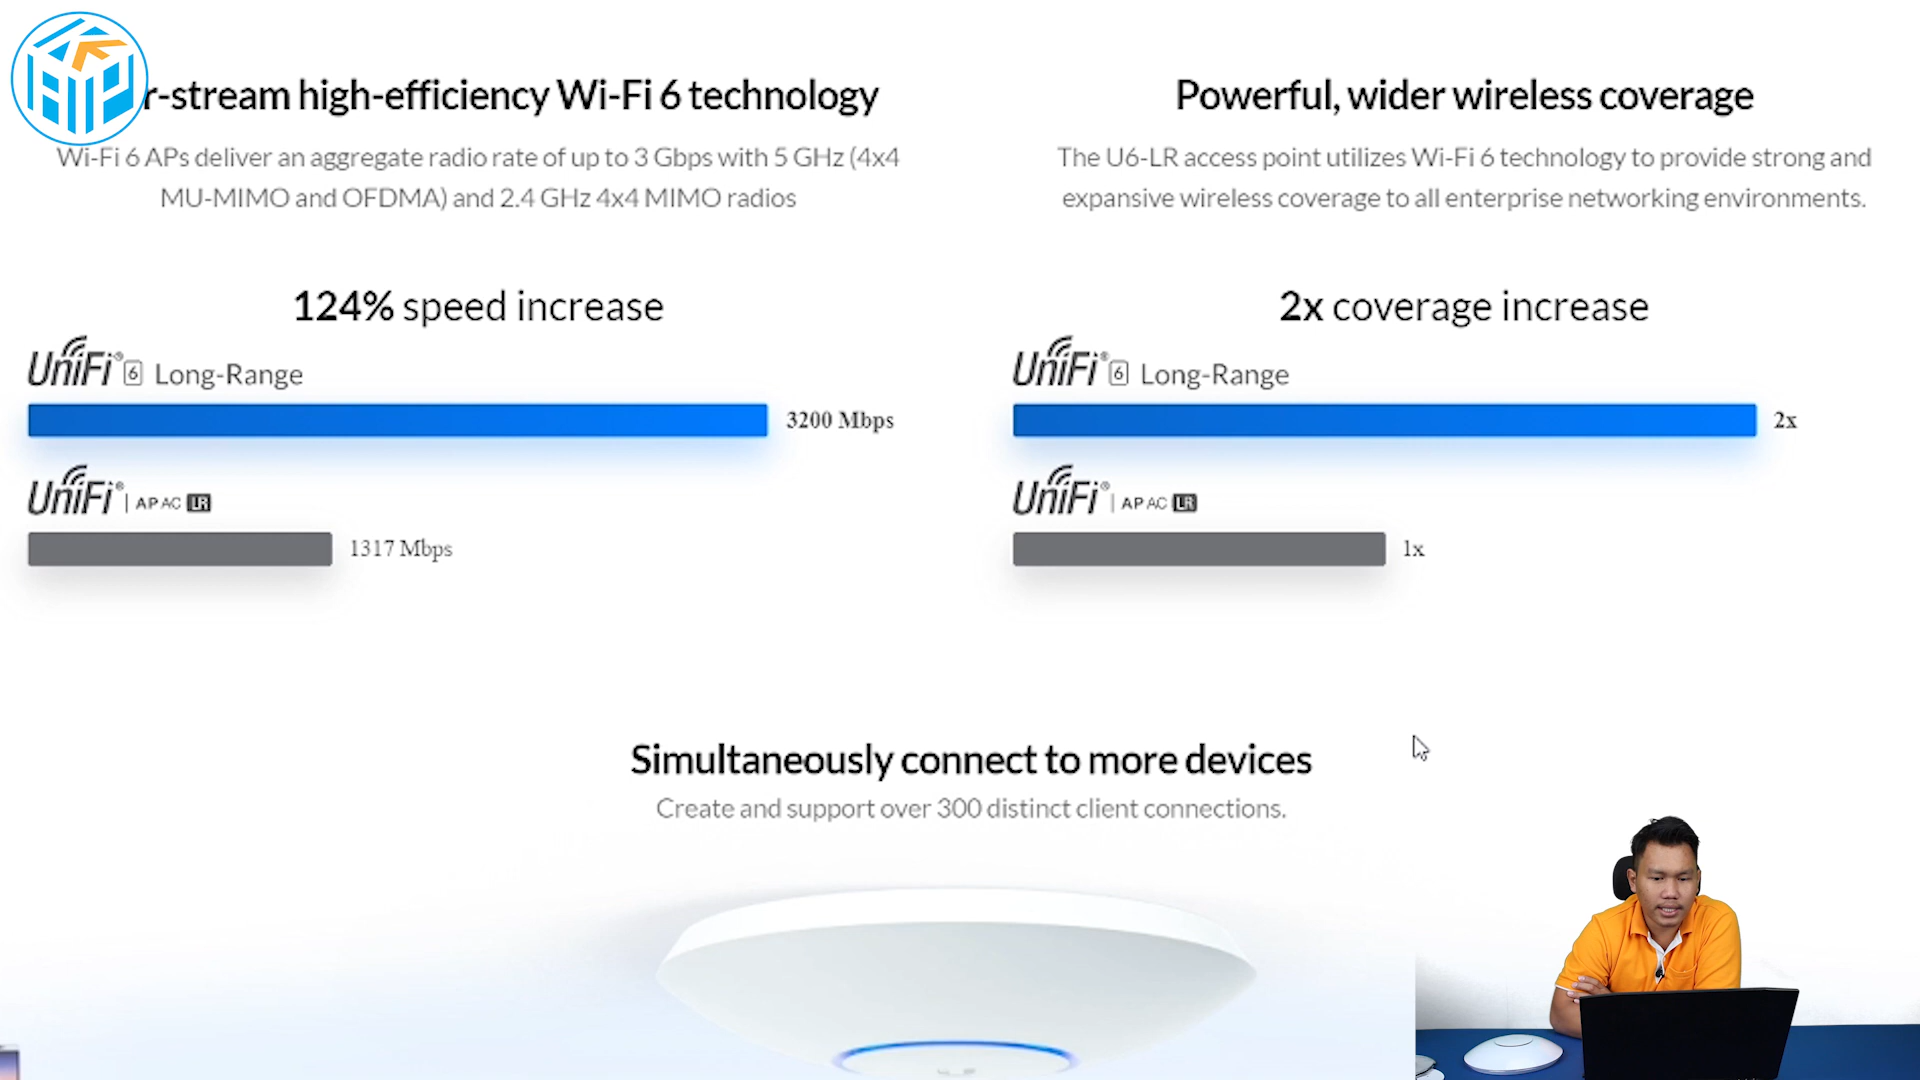 r-stream high-efficiency Wi-Fi 6 technology
Wi-Fi 6 APs deliver an aggregate radio rate of up to 3 Gbps with 5 GHz (4x4
MU-MIMO and OFDMA) and 2.4 GHz 4x4 MIMO radios
124% speed increase
UniFi® 6 Long-Range
3200 Mbps
UniFi® | AP AC LR
1317 Mbps
Powerful, wider wireless coverage
The U6-LR access point utilizes Wi-Fi 6 technology to provide strong and
expansive wireless coverage to all enterprise networking environments.
2x coverage increase
UniFi® 6 Long-Range
2x
UniFi® | AP AC LR
1x
Simultaneously connect to more devices
Create and support over 300 distinct client connections.